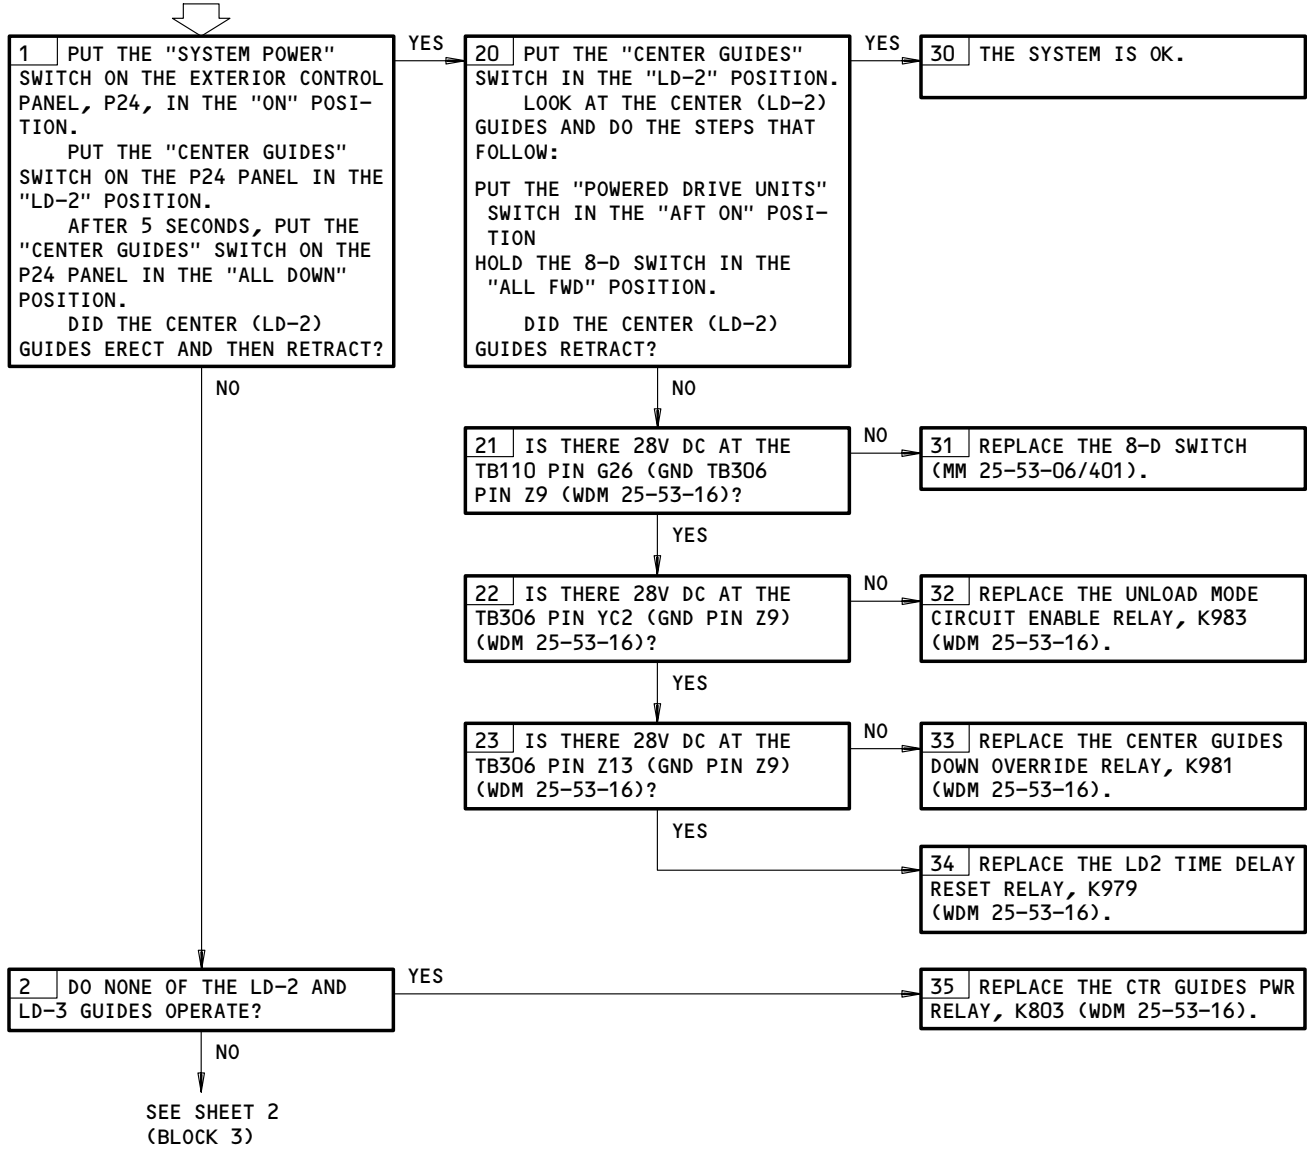 1 PUT THE "SYSTEM POWER"
SWITCH ON THE EXTERIOR CONTROL
PANEL, P24, IN THE "ON" POSI-
TION.
PUT THE "CENTER GUIDES"
SWITCH ON THE P24 PANEL IN THE
"LD-2" POSITION.
AFTER 5 SECONDS, PUT THE
"CENTER GUIDES" SWITCH ON THE
P24 PANEL IN THE "ALL DOWN"
POSITION.
DID THE CENTER (LD-2)
GUIDES ERECT AND THEN RETRACT?
YES
NO
20 PUT THE "CENTER GUIDES"
SWITCH IN THE "LD-2" POSITION.
LOOK AT THE CENTER (LD-2)
GUIDES AND DO THE STEPS THAT
FOLLOW:
PUT THE "POWERED DRIVE UNITS"
SWITCH IN THE "AFT ON" POSI-
TION
HOLD THE 8-D SWITCH IN THE
"ALL FWD" POSITION.
DID THE CENTER (LD-2)
GUIDES RETRACT?
YES
NO
30 THE SYSTEM IS OK.
21 IS THERE 28V DC AT THE
TB110 PIN G26 (GND TB306
PIN Z9 (WDM 25-53-16)?
NO
YES
31 REPLACE THE 8-D SWITCH
(MM 25-53-06/401).
22 IS THERE 28V DC AT THE
TB306 PIN YC2 (GND PIN Z9)
(WDM 25-53-16)?
NO
YES
32 REPLACE THE UNLOAD MODE
CIRCUIT ENABLE RELAY, K983
(WDM 25-53-16).
23 IS THERE 28V DC AT THE
TB306 PIN Z13 (GND PIN Z9)
(WDM 25-53-16)?
NO
YES
33 REPLACE THE CENTER GUIDES
DOWN OVERRIDE RELAY, K981
(WDM 25-53-16).
34 REPLACE THE LD2 TIME DELAY
RESET RELAY, K979
(WDM 25-53-16).
2 DO NONE OF THE LD-2 AND
LD-3 GUIDES OPERATE?
YES
NO
35 REPLACE THE CTR GUIDES PWR
RELAY, K803 (WDM 25-53-16).
SEE SHEET 2
(BLOCK 3)